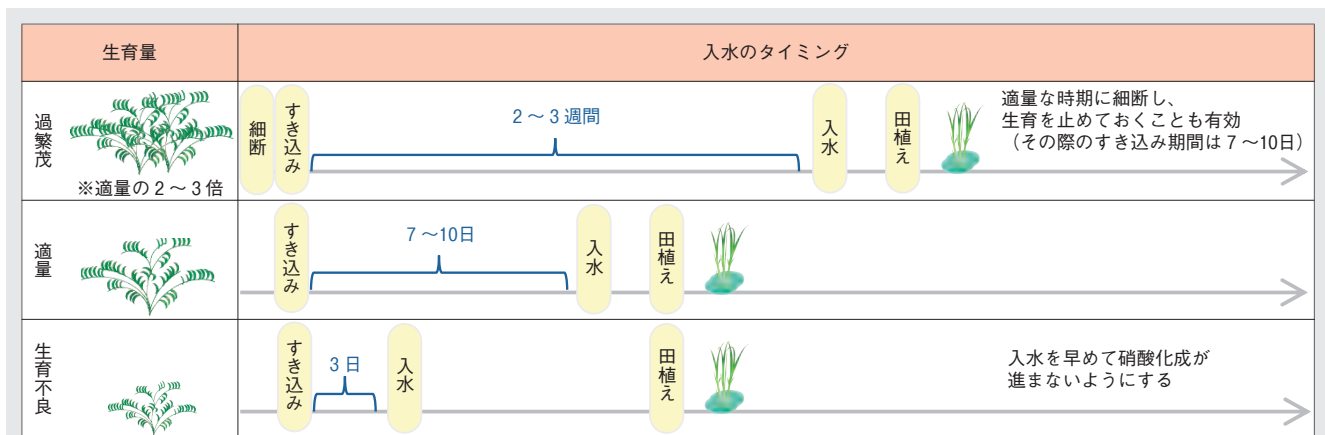 生育量
入水のタイミング
過繁茂
※適量の2～3倍
細断
すき込み
2～3週間
入水
田植え
適量な時期に細断し、
生育を止めておくことも有効
（その際のすき込み期間は7～10日）
適量
すき込み
7～10日
入水
田植え
生育不良
すき込み
3日
入水
田植え
入水を早めて硝酸化成が
進まないようにする